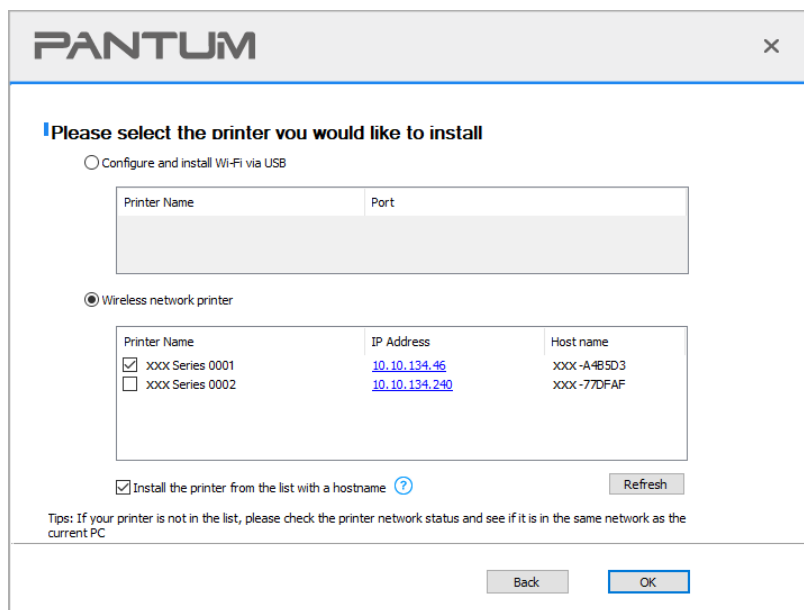 PANTUM
Please select the printer you would like to install
Configure and install Wi-Fi via USB
Printer Name Port
Wireless network printer
Printer Name IP Address Host name
xxx Series 0001 10.10.134.46 xxx-A4B5D3
xxx Series 0002 10.10.134.240 xxx-77DFAF
Install the printer from the list with a hostname ? Refresh
Tips: If your printer is not in the list, please check the printer network status and see if it is in the same network as the
current PC
Back OK